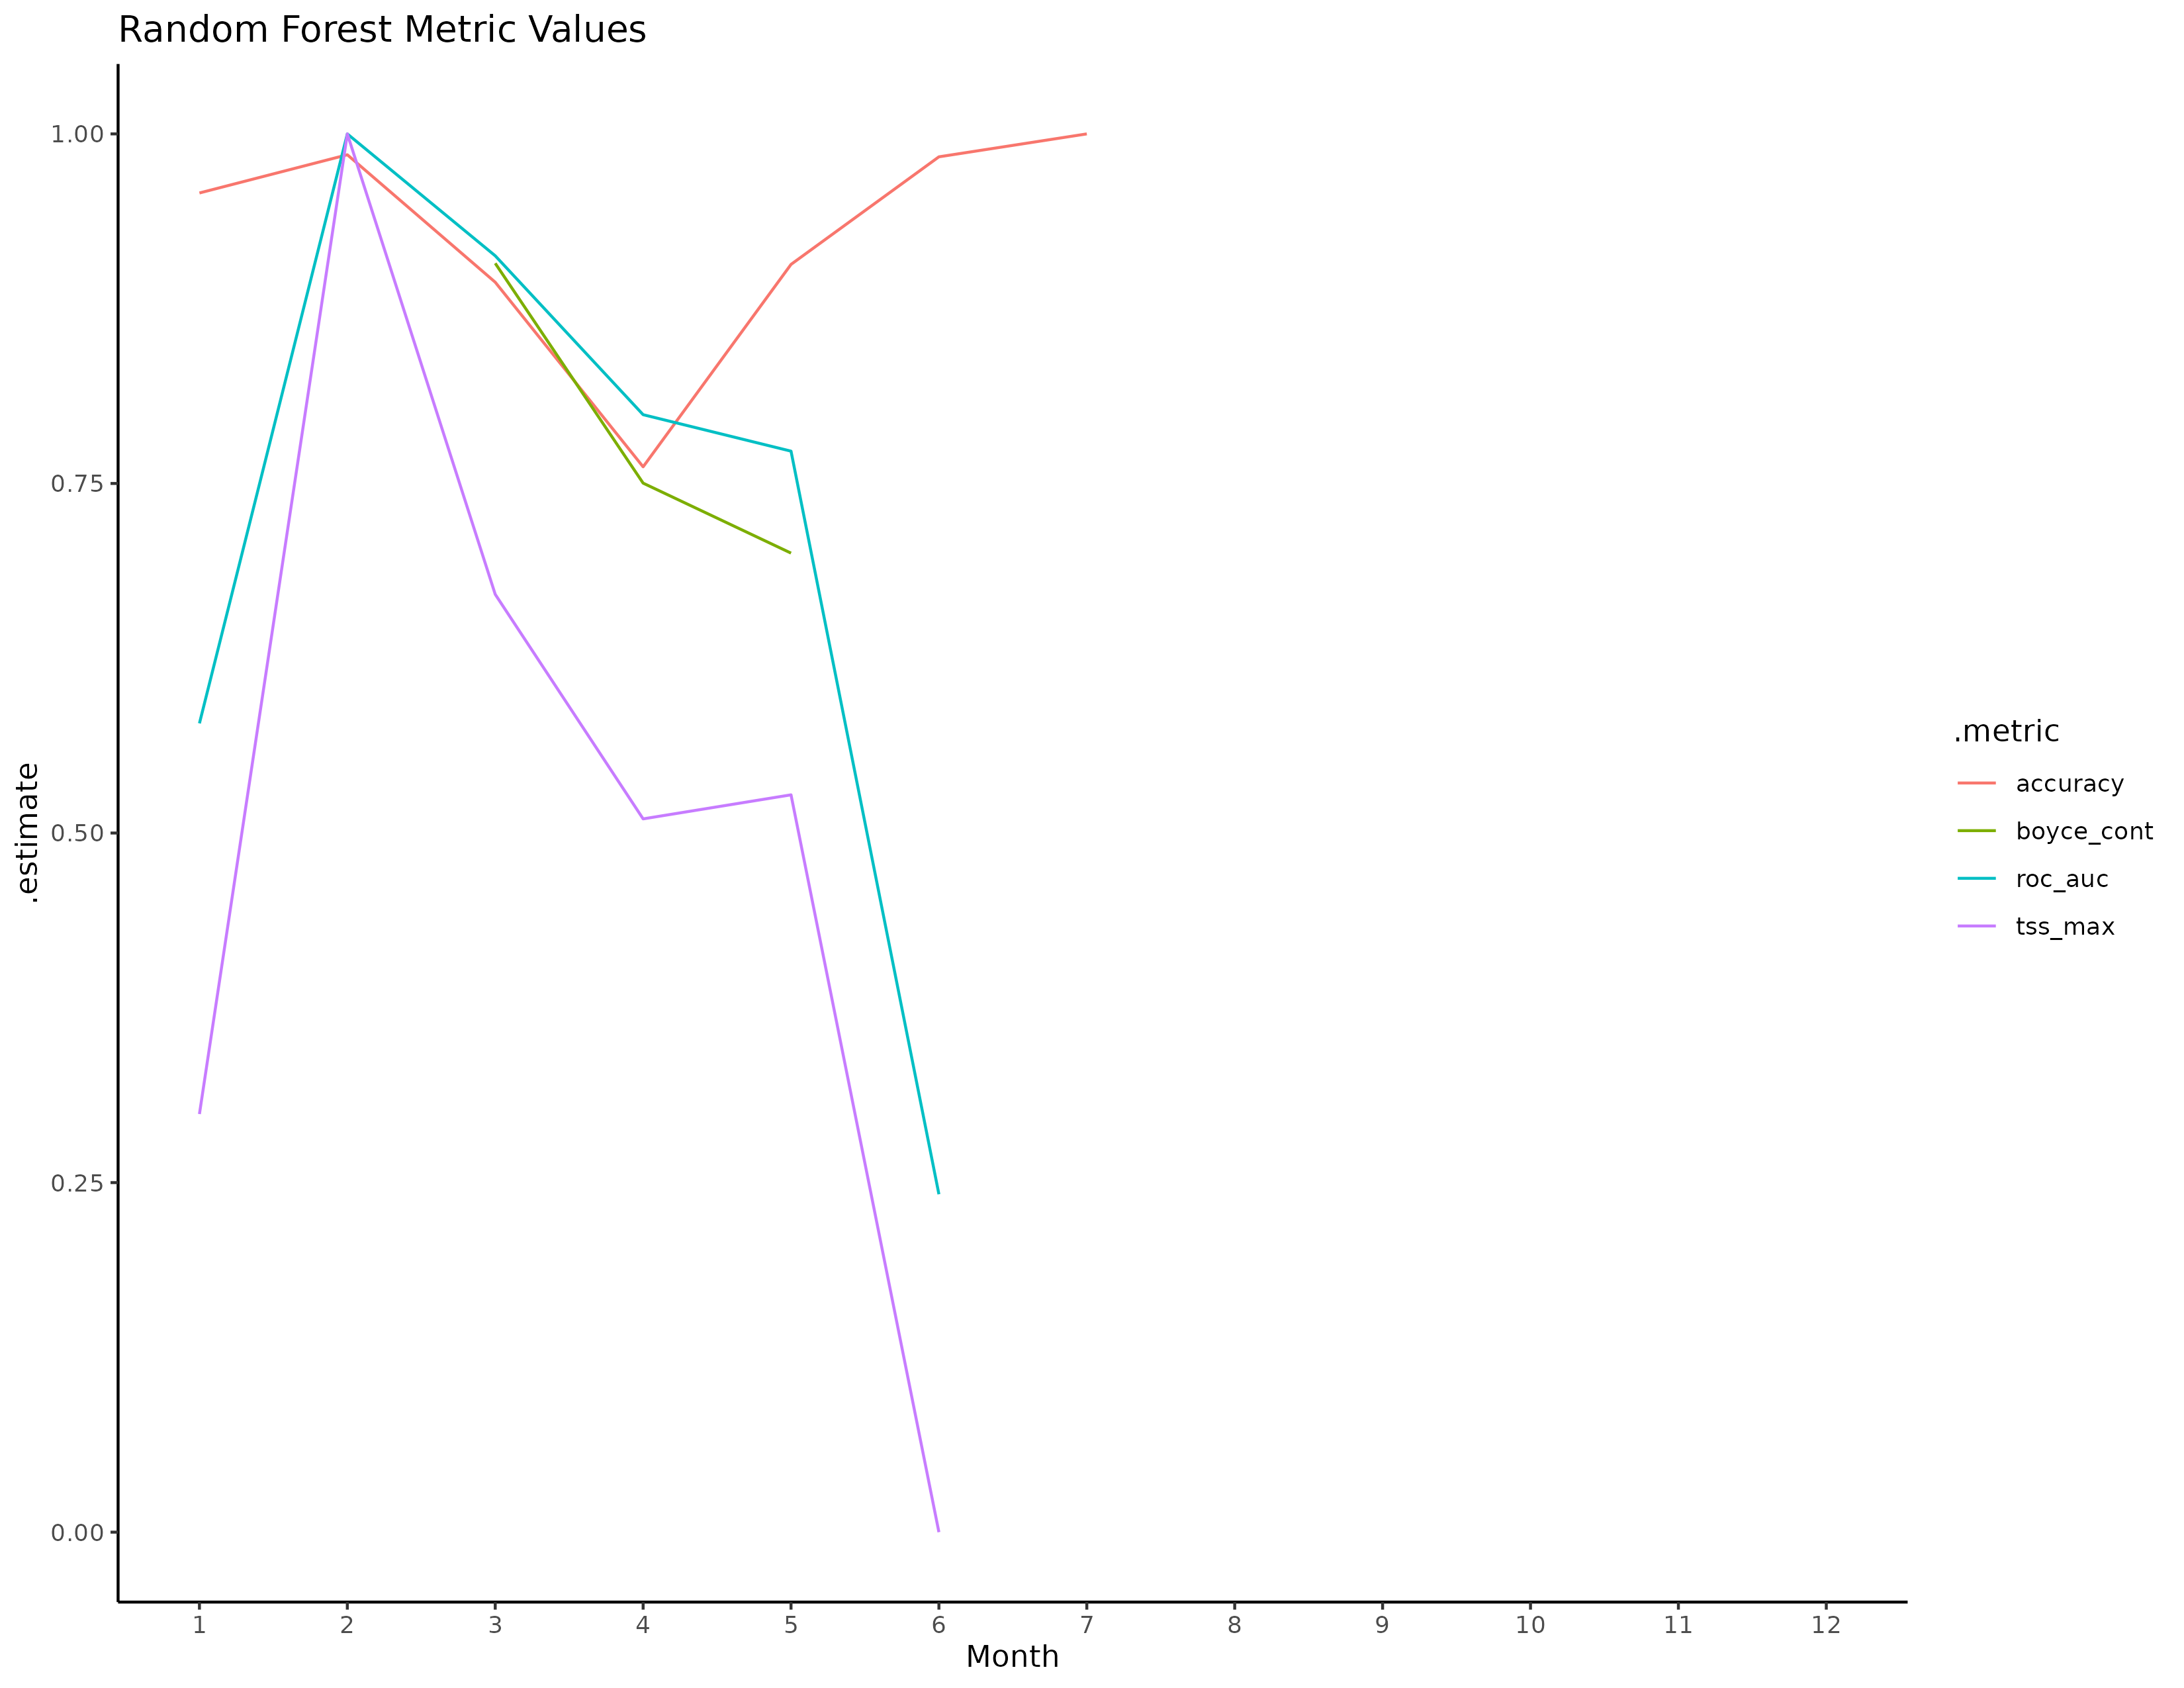 Random Forest Metric Values
1.00
0.75
0.50
0.25
0.00
.estimate
1 2 3 4 5 6 7 8 9 10 11 12
Month
.metric
accuracy
boyce_cont
roc_auc
tss_max